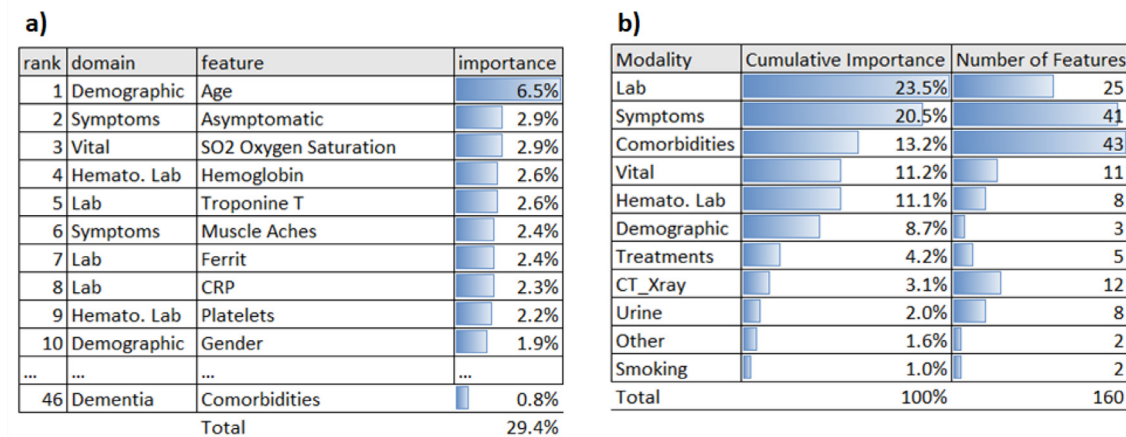 a)
rank domain feature importance
1 Demographic Age 6.5%
2 Symptoms Asymptomatic 2.9%
3 Vital SO2 Oxygen Saturation 2.9%
4 Hemato. Lab Hemoglobin 2.6%
5 Lab Troponine T 2.6%
6 Symptoms Muscle Aches 2.4%
7 Lab Ferrit 2.4%
8 Lab CRP 2.3%
9 Hemato. Lab Platelets 2.2%
10 Demographic Gender 1.9%
... ... ... ...
46 Dementia Comorbidities 0.8%
Total 29.4%
b)
Modality Cumulative Importance Number of Features
Lab 23.5% 25
Symptoms 20.5% 41
Comorbidities 13.2% 43
Vital 11.2% 11
Hemato. Lab 11.1% 8
Demographic 8.7% 3
Treatments 4.2% 5
CT_Xray 3.1% 12
Urine 2.0% 8
Other 1.6% 2
Smoking 1.0% 2
Total 100% 160